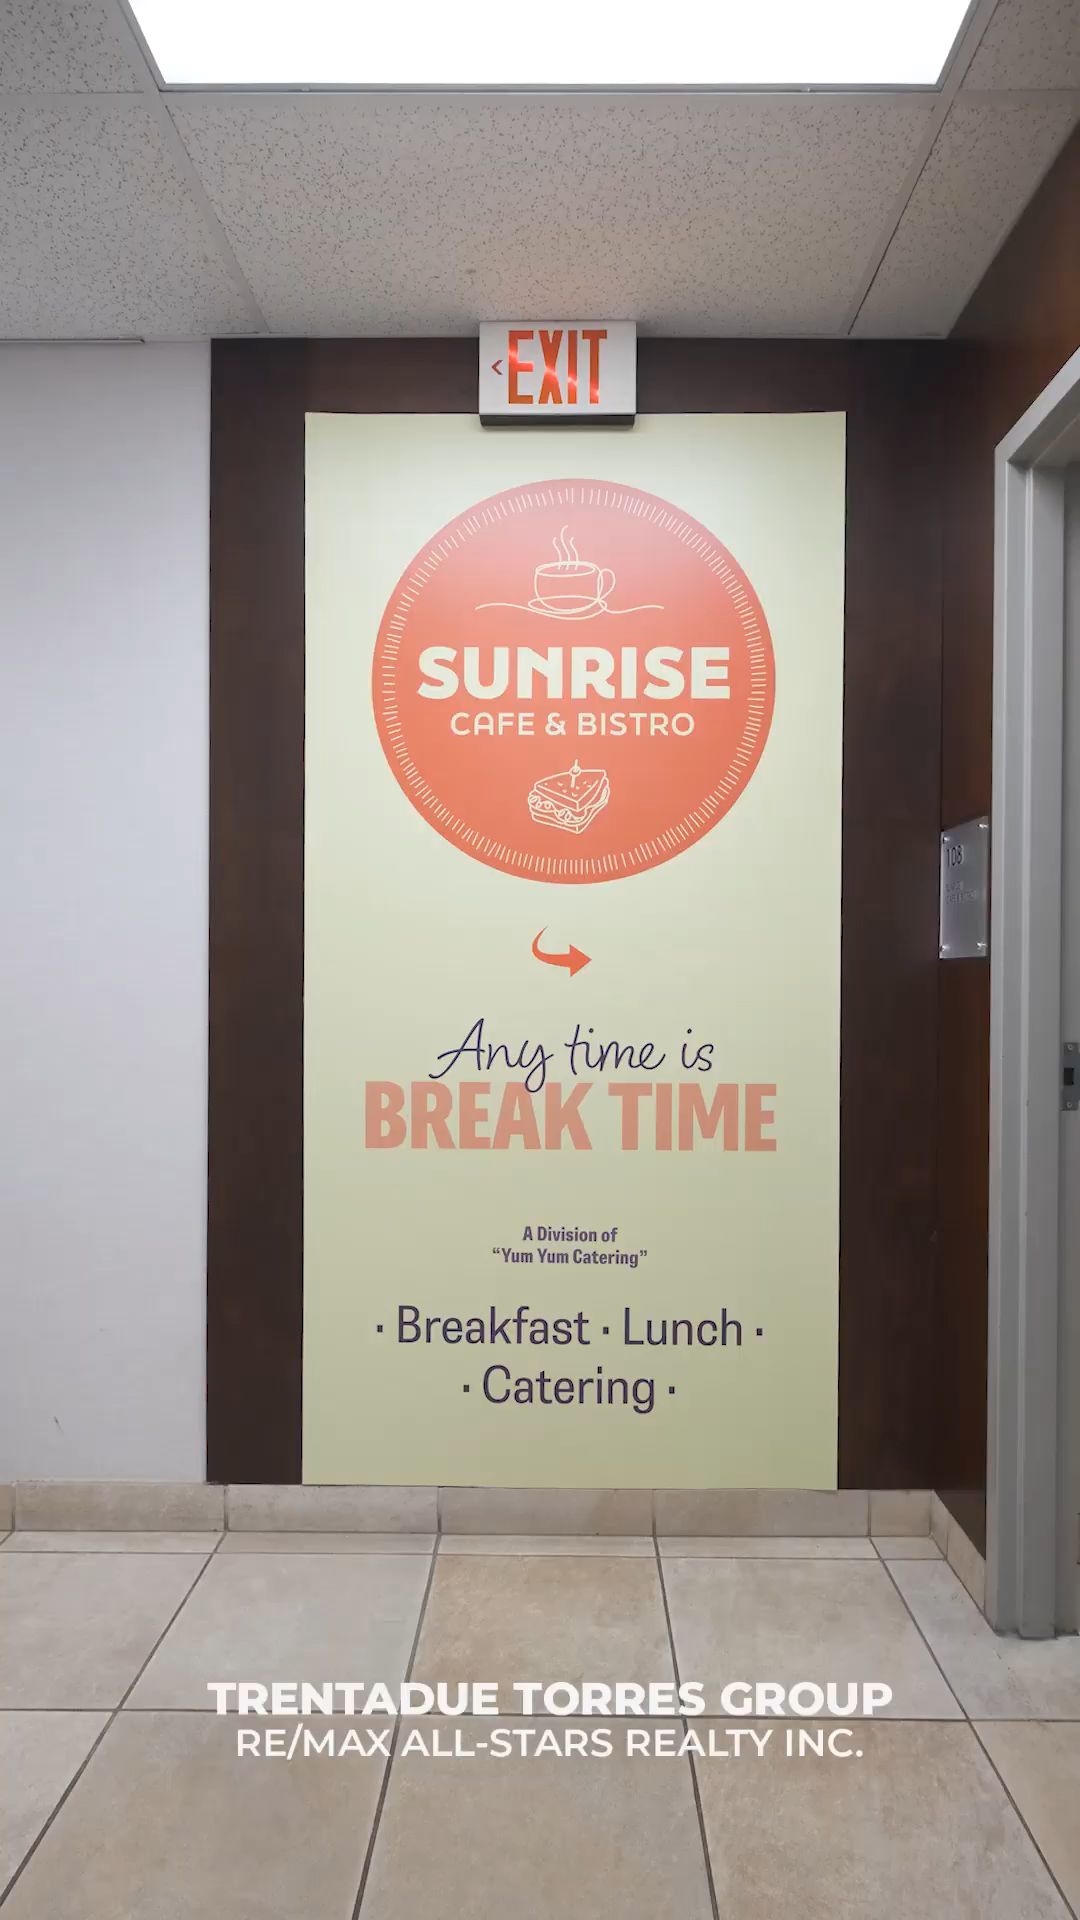 <EXIT
SUNRISE
CAFE & BISTRO
108
Any time is
BREAK TIME
A Division of
“Yum Yum Catering”
· Breakfast · Lunch ·
· Catering ·
TRENTADUE TORRES GROUP
RE/MAX ALL-STARS REALTY INC.